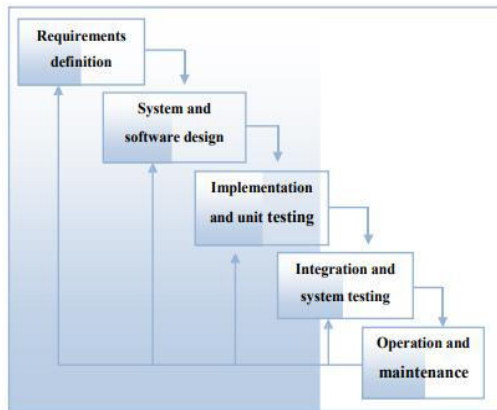 Requirements
definition
System and
software design
Implementation
and unit testing
Integration and
system testing
Operation and
maintenance